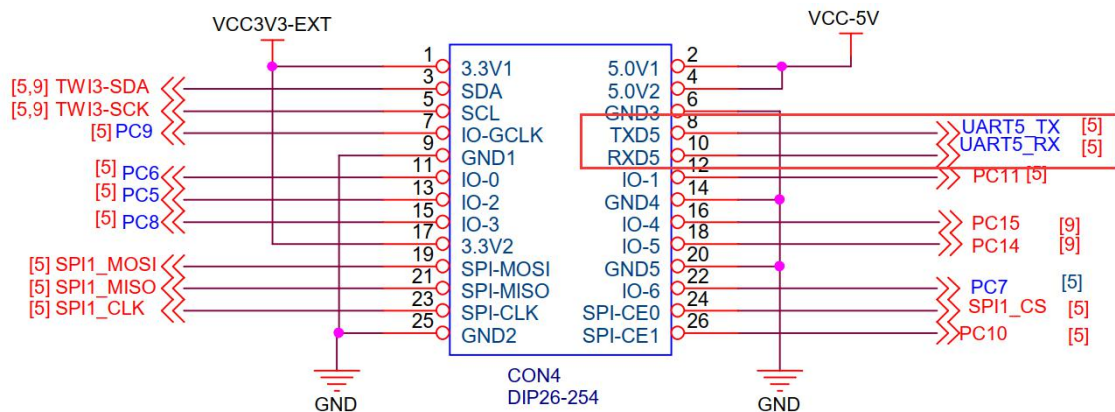 VCC3V3-EXT VCC-5V
1 3.3V1 5.0V1 2
[5,9] TWI3-SDA 3 SDA 5.0V2 4
[5,9] TWI3-SCK 5 SCL GND3 6
[5] PC9 7 IO-GCLK TXD5 8 UART5_TX [5]
9 GND1 RXD5 10 UART5_RX [5]
[5] PC6 11 IO-0 IO-1 12 PC11 [5]
[5] PC5 13 IO-2 GND4 14
[5] PC8 15 IO-3 IO-4 16 PC15 [9]
17 3.3V2 IO-5 18 PC14 [9]
[5] SPI1_MOSI 19 SPI-MOSI GND5 20
[5] SPI1_MISO 21 SPI-MISO IO-6 22 PC7 [5]
[5] SPI1_CLK 23 SPI-CLK SPI-CE0 24 SPI1_CS [5]
25 GND2 SPI-CE1 26 PC10 [5]
CON4
DIP26-254
GND GND